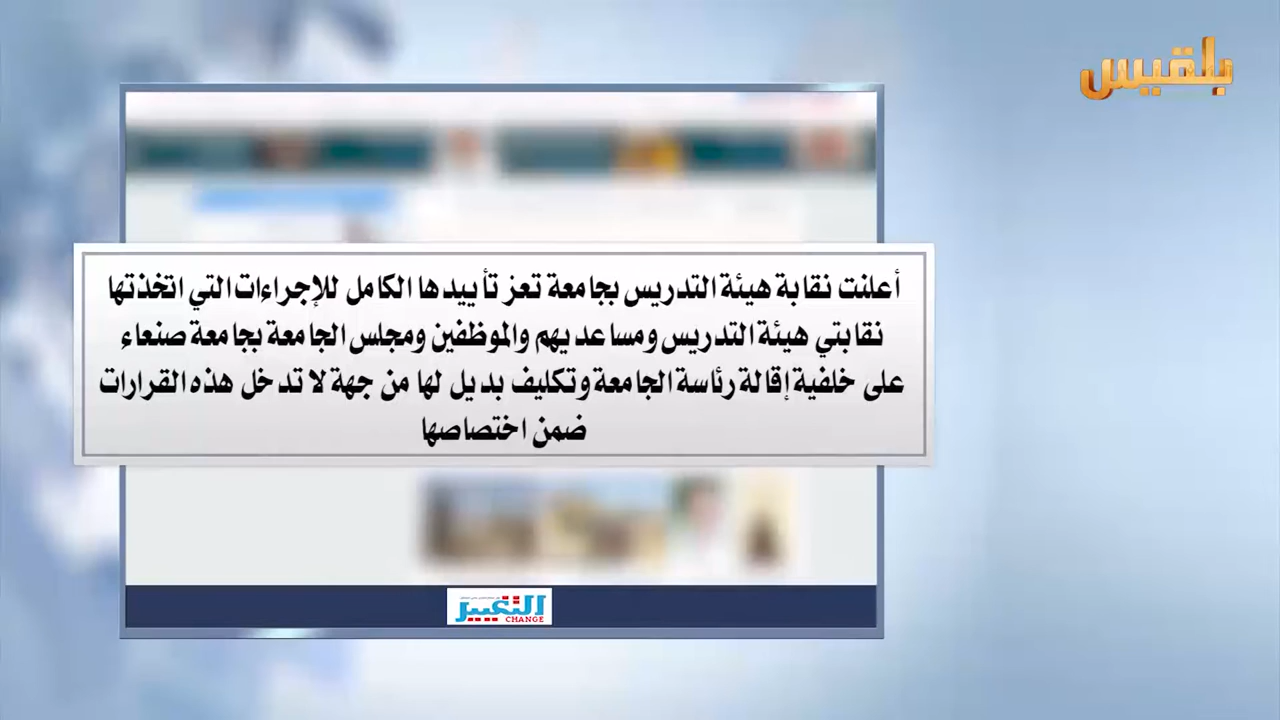 بلقيس
أعلنت نقابة هيئة التدريس بجامعة تعز تأييدها الكامل للإجراءات التي اتخذتها
نقابتي هيئة التدريس ومساعديهم والموظفين ومجلس الجامعة بجامعة صنعاء
على خلفية إقالة رئاسة الجامعة وتكليف بديل لها من جهة لا تدخل هذه القرارات
ضمن اختصاصها
التغيير
CHANGE